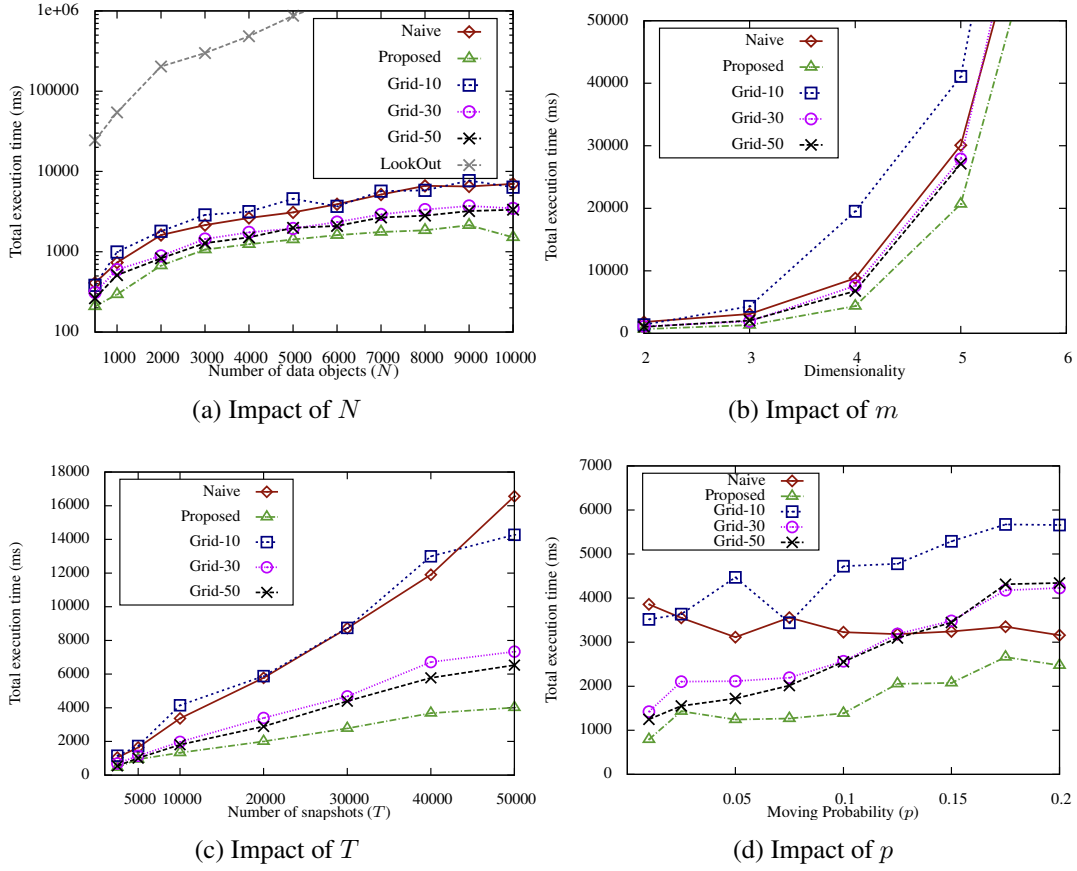 1e+06
100000
10000
1000
100
Total execution time (ms)
Naive
Proposed
Grid-10
Grid-30
Grid-50
LookOut
1000 2000 3000 4000 5000 6000 7000 8000 9000 10000
Number of data objects (N)
(a) Impact of N
50000
40000
30000
20000
10000
0
Total execution time (ms)
Naive
Proposed
Grid-10
Grid-30
Grid-50
2 3 4 5 6
Dimensionality
(b) Impact of m
18000
16000
14000
12000
10000
8000
6000
4000
2000
0
Total execution time (ms)
Naive
Proposed
Grid-10
Grid-30
Grid-50
5000 10000 20000 30000 40000 50000
Number of snapshots (T)
(c) Impact of T
7000
6000
5000
4000
3000
2000
1000
0
Total execution time (ms)
Naive
Proposed
Grid-10
Grid-30
Grid-50
0.05 0.1 0.15 0.2
Moving Probability (p)
(d) Impact of p